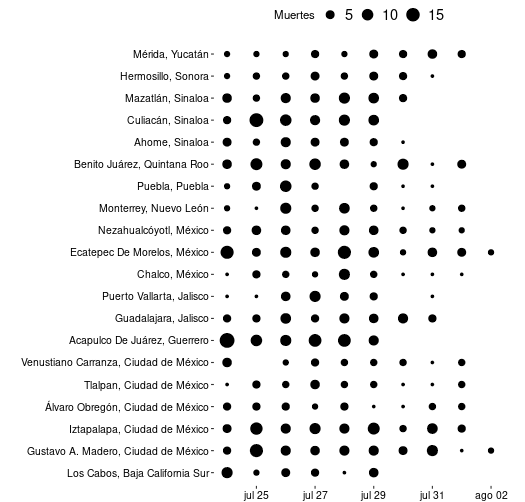 Muertes 5 10 15
Mérida, Yucatán
Hermosillo, Sonora
Mazatlán, Sinaloa
Culiacán, Sinaloa
Ahome, Sinaloa
Benito Juárez, Quintana Roo
Puebla, Puebla
Monterrey, Nuevo León
Nezahualcóyotl, México
Ecatepec De Morelos, México
Chalco, México
Puerto Vallarta, Jalisco
Guadalajara, Jalisco
Acapulco De Juárez, Guerrero
Venustiano Carranza, Ciudad de México
Tlalpan, Ciudad de México
Álvaro Obregón, Ciudad de México
Iztapalapa, Ciudad de México
Gustavo A. Madero, Ciudad de México
Los Cabos, Baja California Sur
jul 25 jul 27 jul 29 jul 31 ago 02